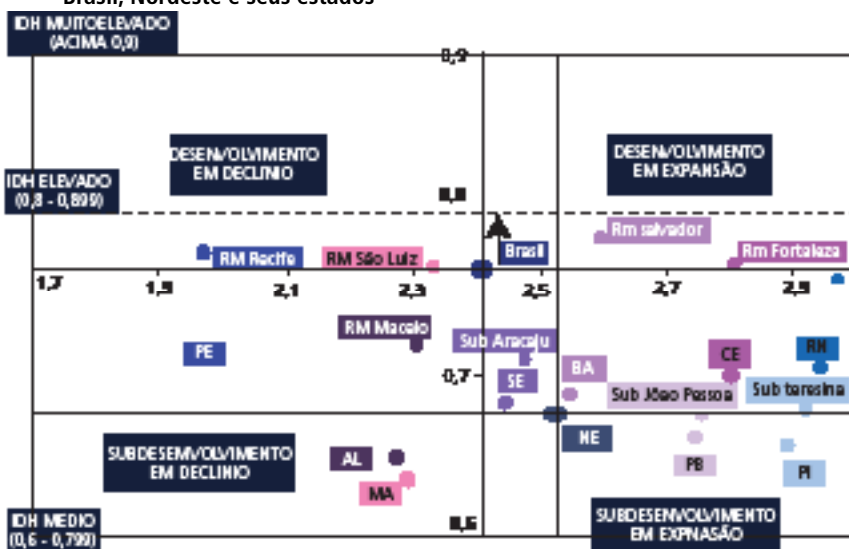 Brasil, Nordeste e seus estados
IDH MUITOELEVADO
(ACIMA 0,9)
0,9
DESENVOLVIMENTO
EM DECLINIO
DESENVOLVIMENTO
EM EXPANSÃO
IDH ELEVADO
(0,8 - 0,899)
0,8
Rm salvador
RM Recife
RM São Luiz
Brasil
Rm Fortaleza
1,7
1,9
2,1
2,3
2,5
2,7
2,9
RM Maceio
PE
Sub Aracaju
CE
RN
0,7
SE
BA
Sub Jõao Pessoa
Sub teresina
NE
SUBDESEMVOLVIMENTO
EM DECLINIO
AL
MA
PB
PI
IDH MEDIO
(0,6 - 0,799)
0,6
SUBDESENVOLVIMENTO
EM EXPNASÃO